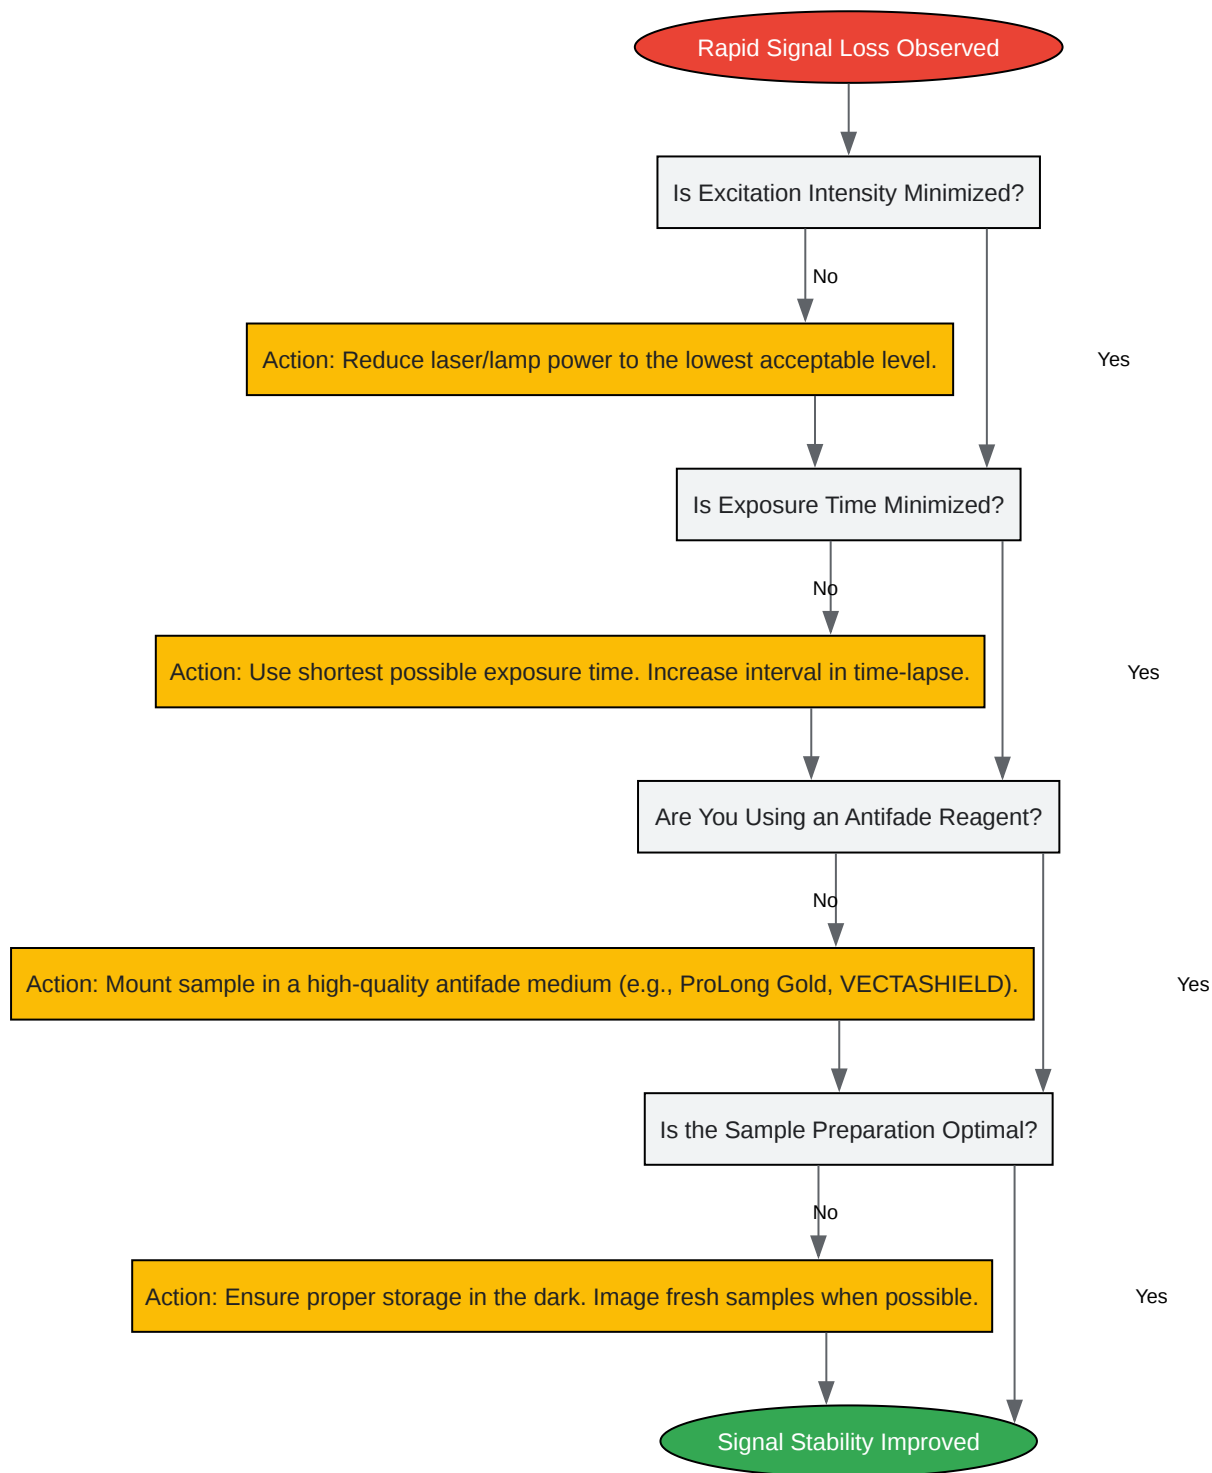 Rapid Signal Loss Observed
Is Excitation Intensity Minimized?
No
Action: Reduce laser/lamp power to the lowest acceptable level.
Yes
Is Exposure Time Minimized?
No
Action: Use shortest possible exposure time. Increase interval in time-lapse.
Yes
Are You Using an Antifade Reagent?
No
Action: Mount sample in a high-quality antifade medium (e.g., ProLong Gold, VECTASHIELD).
Yes
Is the Sample Preparation Optimal?
No
Action: Ensure proper storage in the dark. Image fresh samples when possible.
Yes
Signal Stability Improved